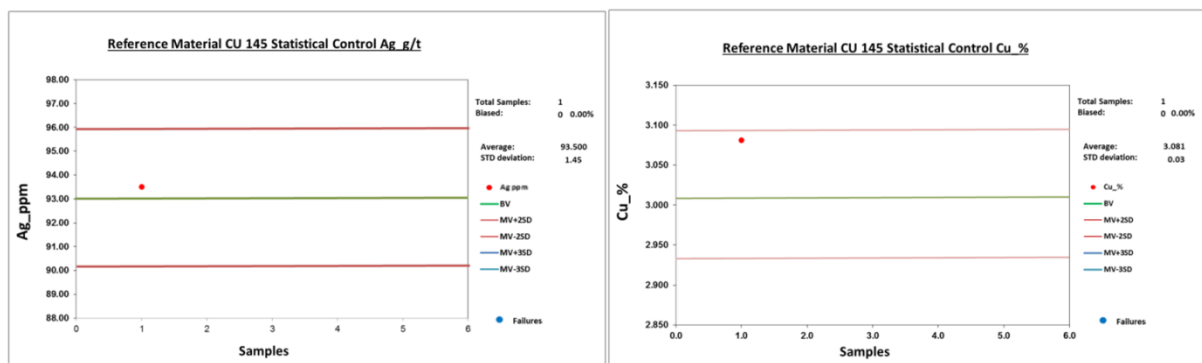 Reference Material CU 145 Statistical Control Ag_g/t
98.00
97.00
96.00
95.00
94.00
93.00
92.00
91.00
90.00
89.00
88.00
Ag_ppm
0 1 2 3 4 5 6
Samples
Total Samples: 1
Biased: 0 0.00%
Average: 93.500
STD deviation: 1.45
Ag ppm
BV
MV+2SD
MV-2SD
MV+3SD
MV-3SD
Failures
Reference Material CU 145 Statistical Control Cu_%
3.150
3.100
3.050
3.000
2.950
2.900
2.850
Cu_%
0.0 1.0 2.0 3.0 4.0 5.0 6.0
Samples
Total Samples: 1
Biased: 0 0.00%
Average: 3.081
STD deviation: 0.03
Cu_%
BV
MV+2SD
MV-2SD
MV+3SD
MV-3SD
Failures